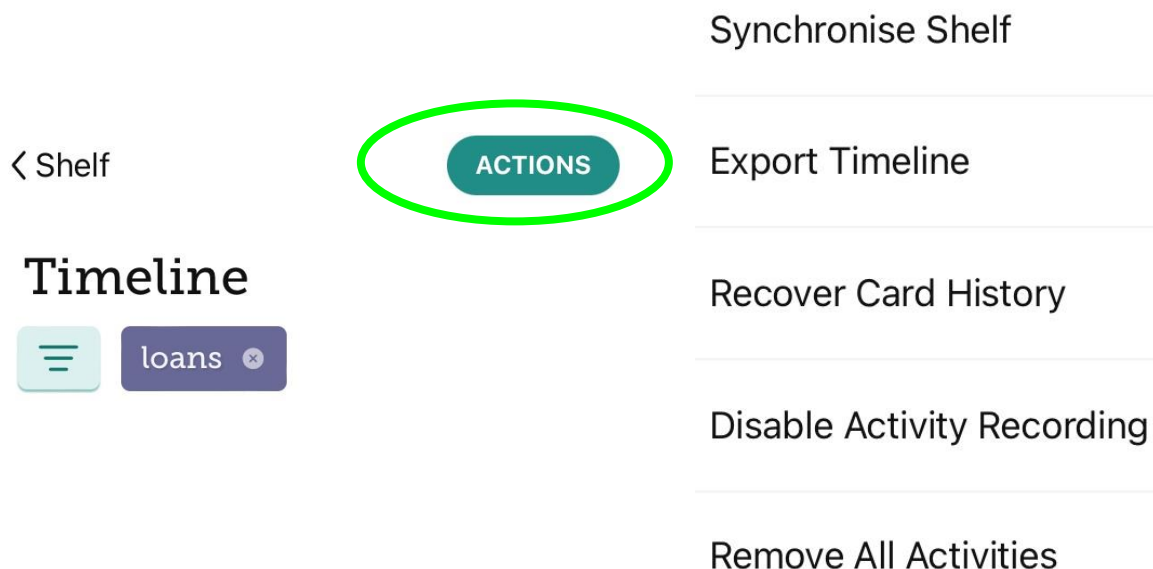 Shelf
ACTIONS
Timeline
loans
Synchronise Shelf
Export Timeline
Recover Card History
Disable Activity Recording
Remove All Activities